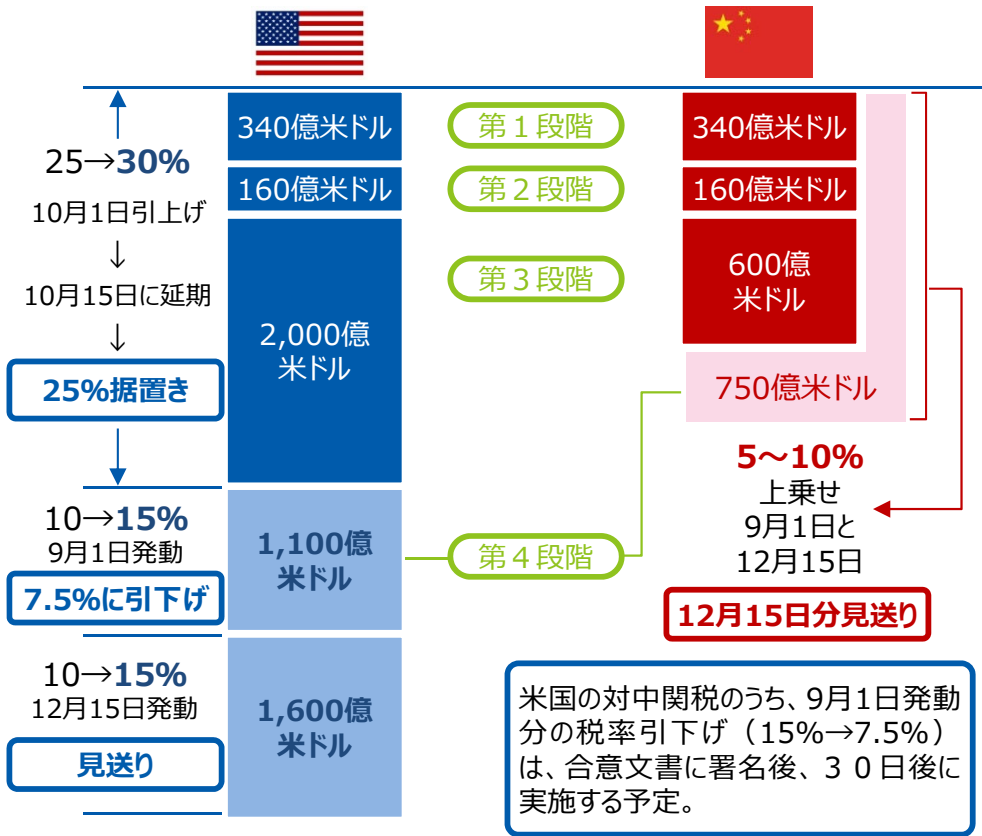 340億米ドル
第１段階
340億米ドル
25→30%
160億米ドル
第２段階
160億米ドル
10月1日引上げ
↓
10月15日に延期
↓
25%据置き
2,000億
米ドル
第３段階
600億
米ドル
750億米ドル
5～10%
上乗せ
9月1日と
12月15日
12月15日分見送り
10→15%
9月1日発動
7.5%に引下げ
1,100億
米ドル
第４段階
10→15%
12月15日発動
見送り
1,600億
米ドル
米国の対中関税のうち、9月1日発動
分の税率引下げ（15%→7.5%）
は、合意文書に署名後、３０日後に
実施する予定。